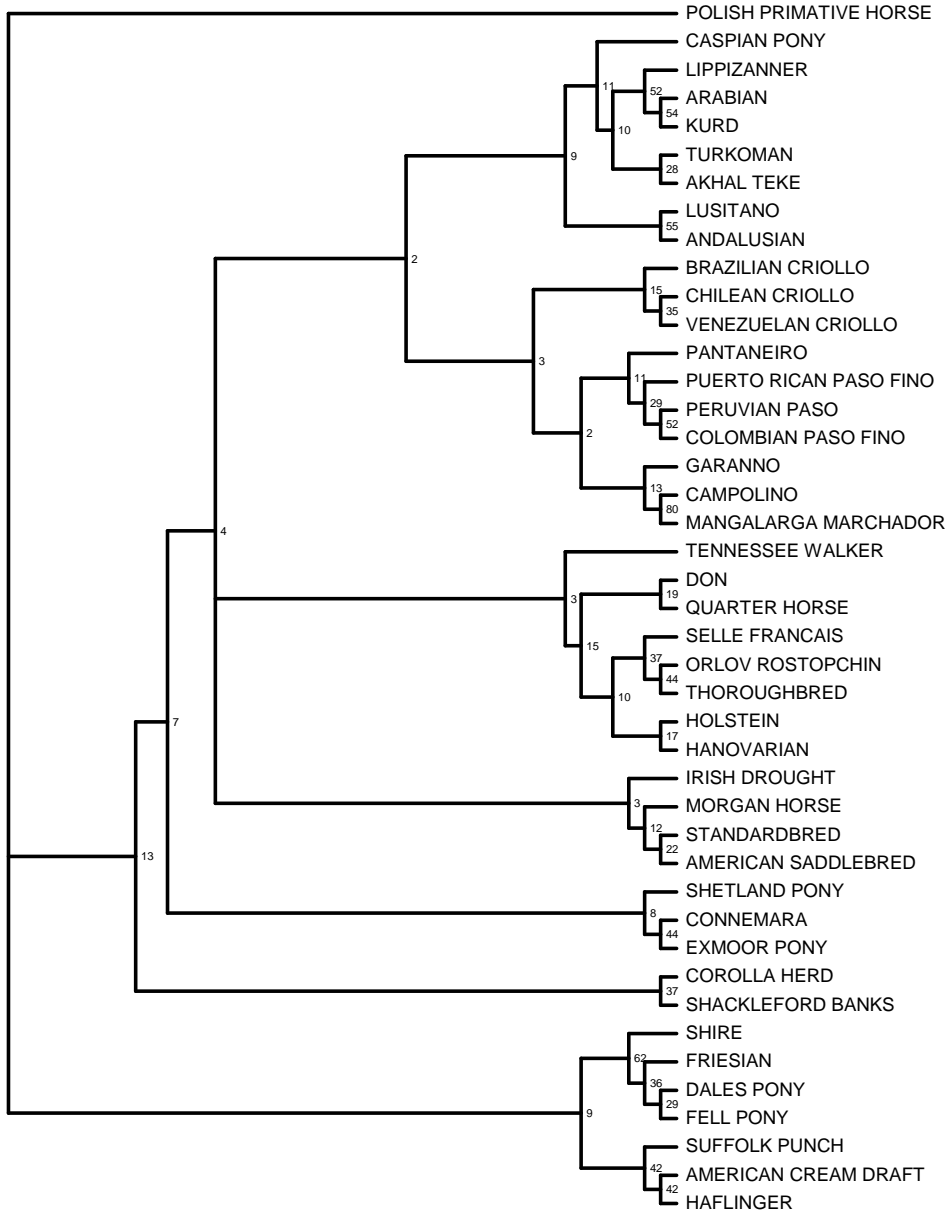 POLISH PRIMATIVE HORSE
CASPIAN PONY
LIPPIZANNER
11
52
ARABIAN
54
KURD
10
TURKOMAN
9
28
AKHAL TEKE
LUSITANO
55
ANDALUSIAN
2
BRAZILIAN CRIOLLO
15
CHILEAN CRIOLLO
35
VENEZUELAN CRIOLLO
PANTANEIRO
3
11
PUERTO RICAN PASO FINO
29
PERUVIAN PASO
52
2
COLOMBIAN PASO FINO
GARANNO
13
CAMPOLINO
80
MANGALARGA MARCHADOR
4
TENNESSEE WALKER
DON
19
3
QUARTER HORSE
SELLE FRANCAIS
15
37
ORLOV ROSTOPCHIN
44
THOROUGHBRED
10
HOLSTEIN
7
17
HANOVARIAN
IRISH DROUGHT
3
MORGAN HORSE
12
STANDARDBRED
22
13
AMERICAN SADDLEBRED
SHETLAND PONY
8
CONNEMARA
44
EXMOOR PONY
COROLLA HERD
37
SHACKLEFORD BANKS
SHIRE
62
FRIESIAN
36
DALES PONY
29
9
FELL PONY
SUFFOLK PUNCH
42
AMERICAN CREAM DRAFT
42
HAFLINGER